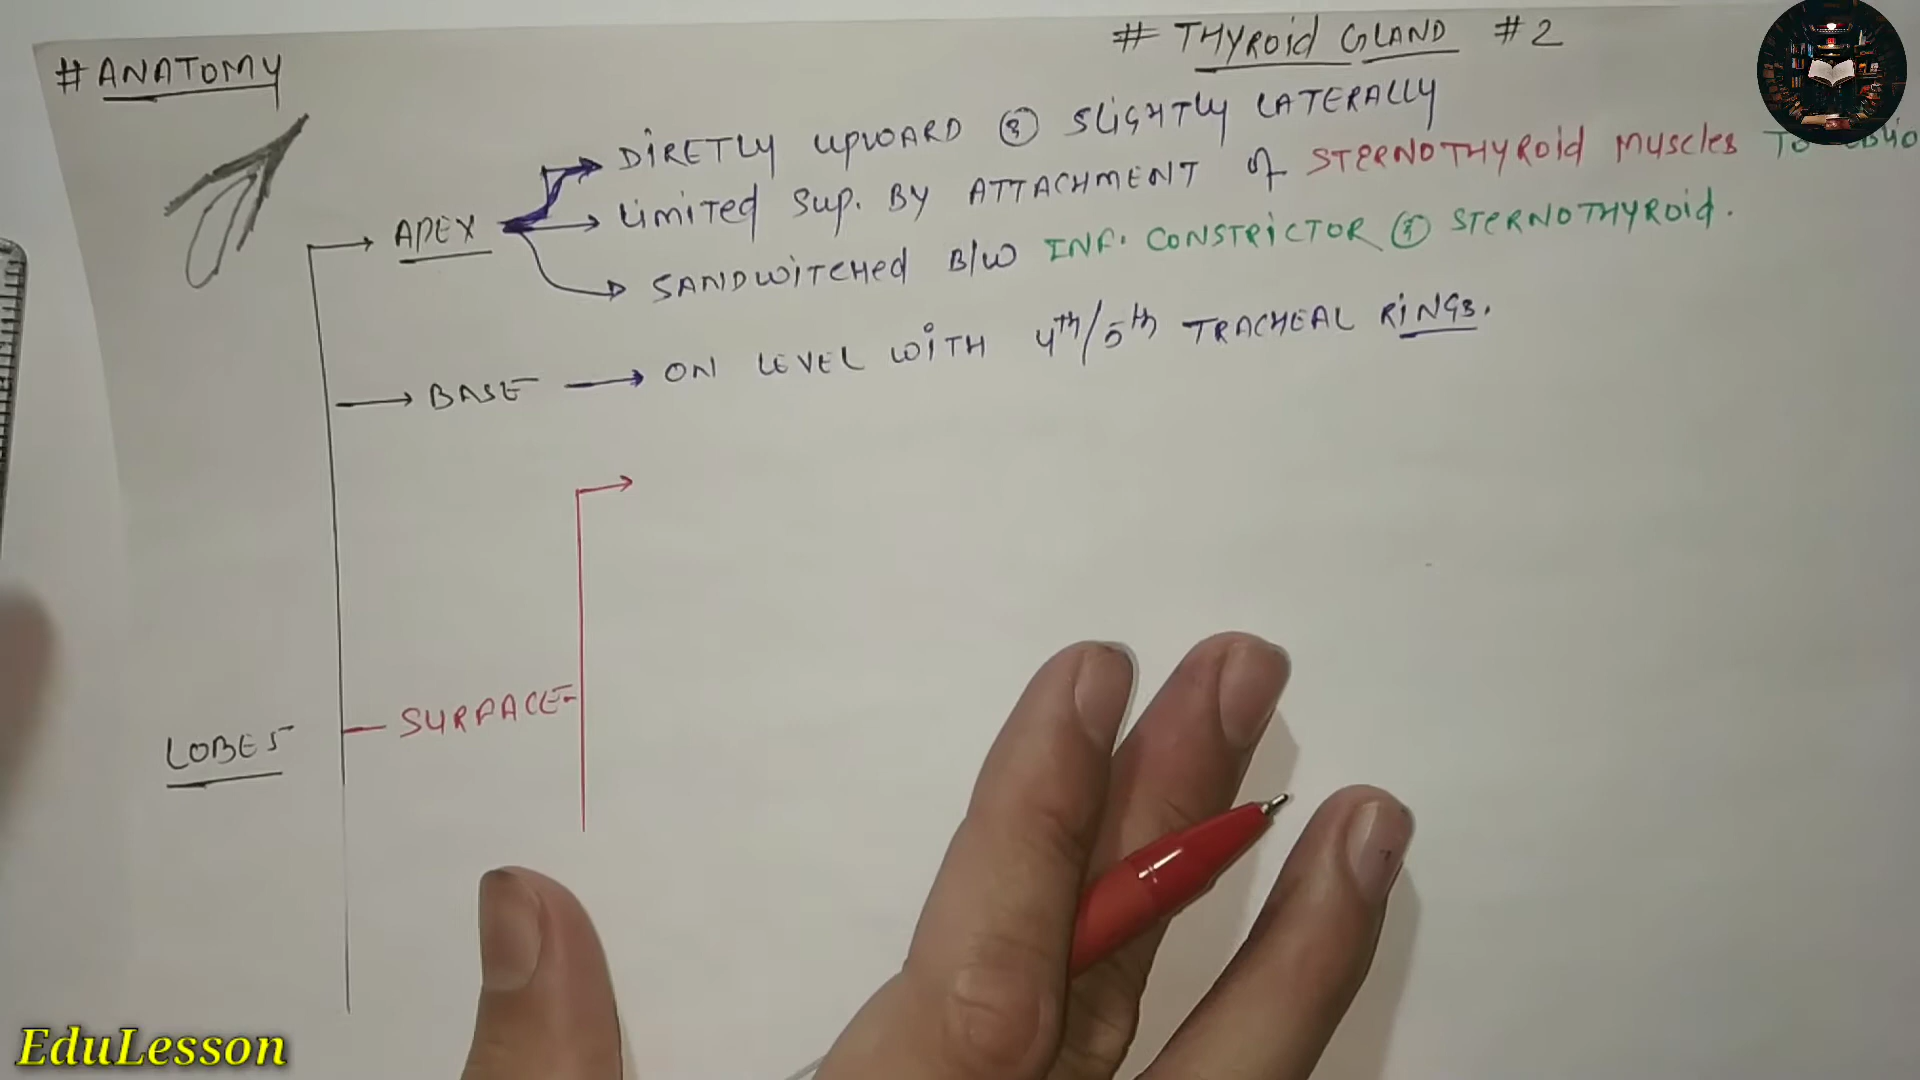 # THYROID GLAND #2
# ANATOMY
DIRETLY UPWARD & SLIGHTLY LATERALLY
APEX
LIMITED SUP. BY ATTACHMENT of STERNOTHYROID MUSCLES TO
SANDWITCHED B/W INF. CONSTRICTOR & STERNOTHYROID.
BASE ON LEVEL WITH 4th/5th TRACHEAL RINGS.
SURFACE
LOBES
EduLesson